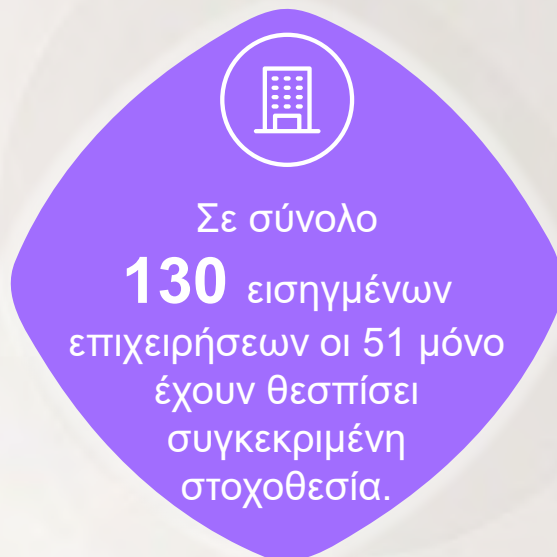 Σε σύνολο
130 εισηγμένων
επιχειρήσεων οι 51 μόνο
έχουν θεσπίσει
συγκεκριμένη
στοχοθεσία.